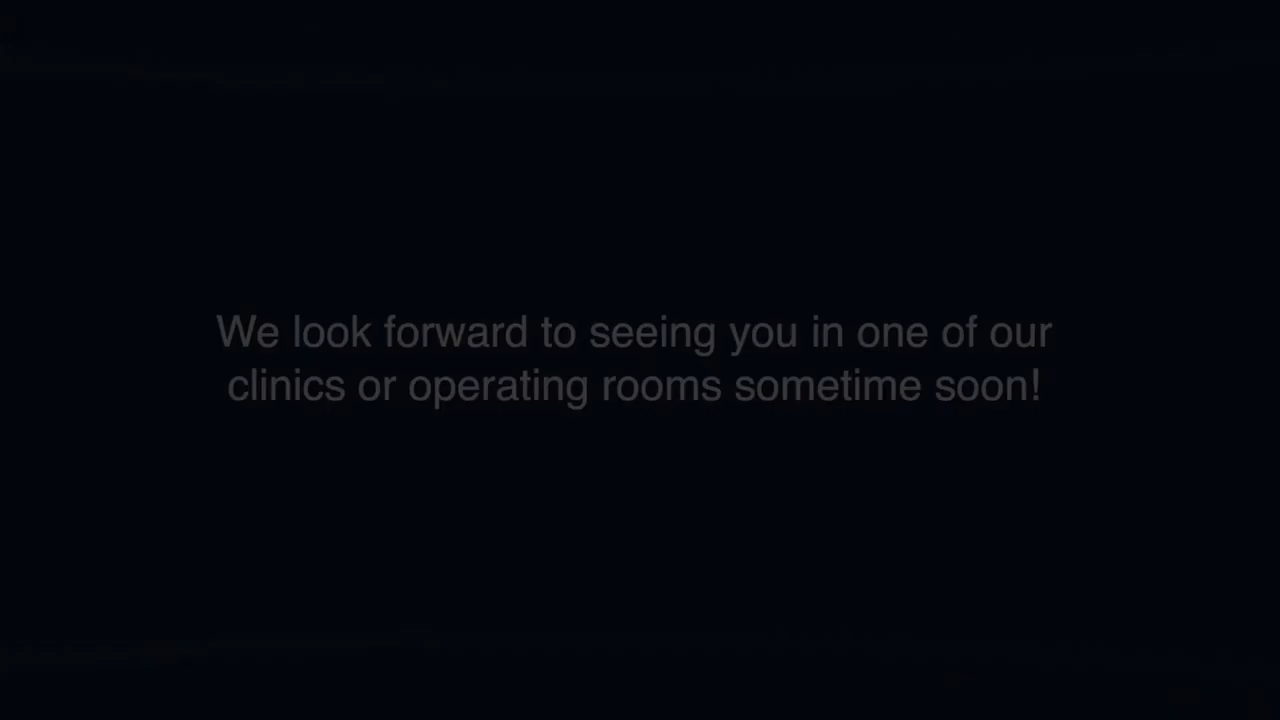 We look forward to seeing you in one of our
clinics or operating rooms sometime soon!